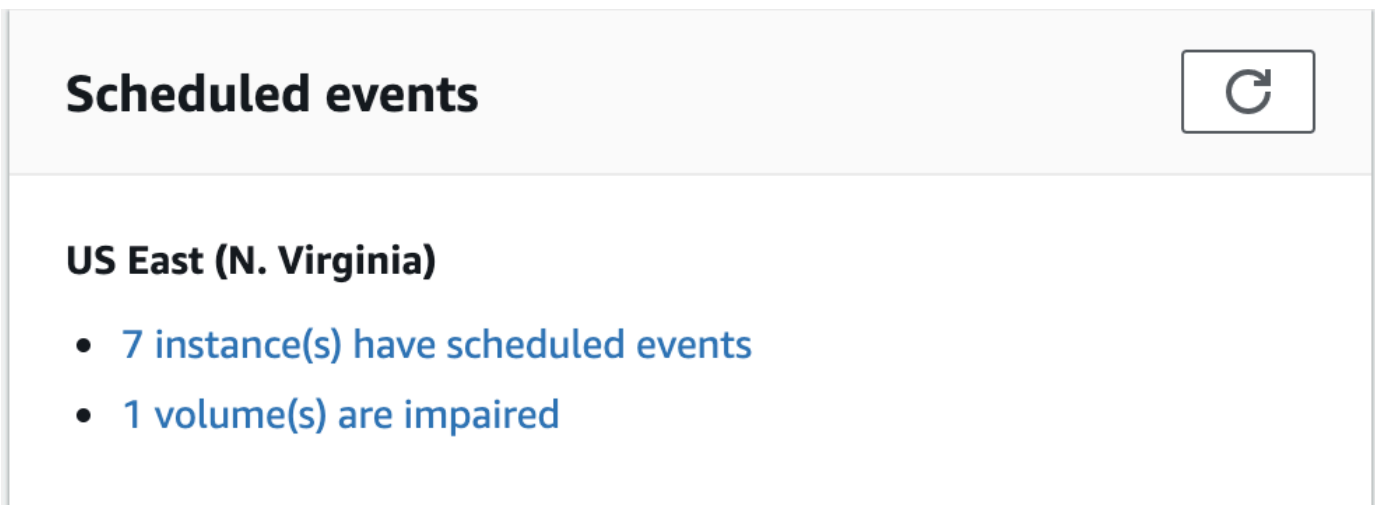 Scheduled events
US East (N. Virginia)
7 instance(s) have scheduled events
1 volume(s) are impaired